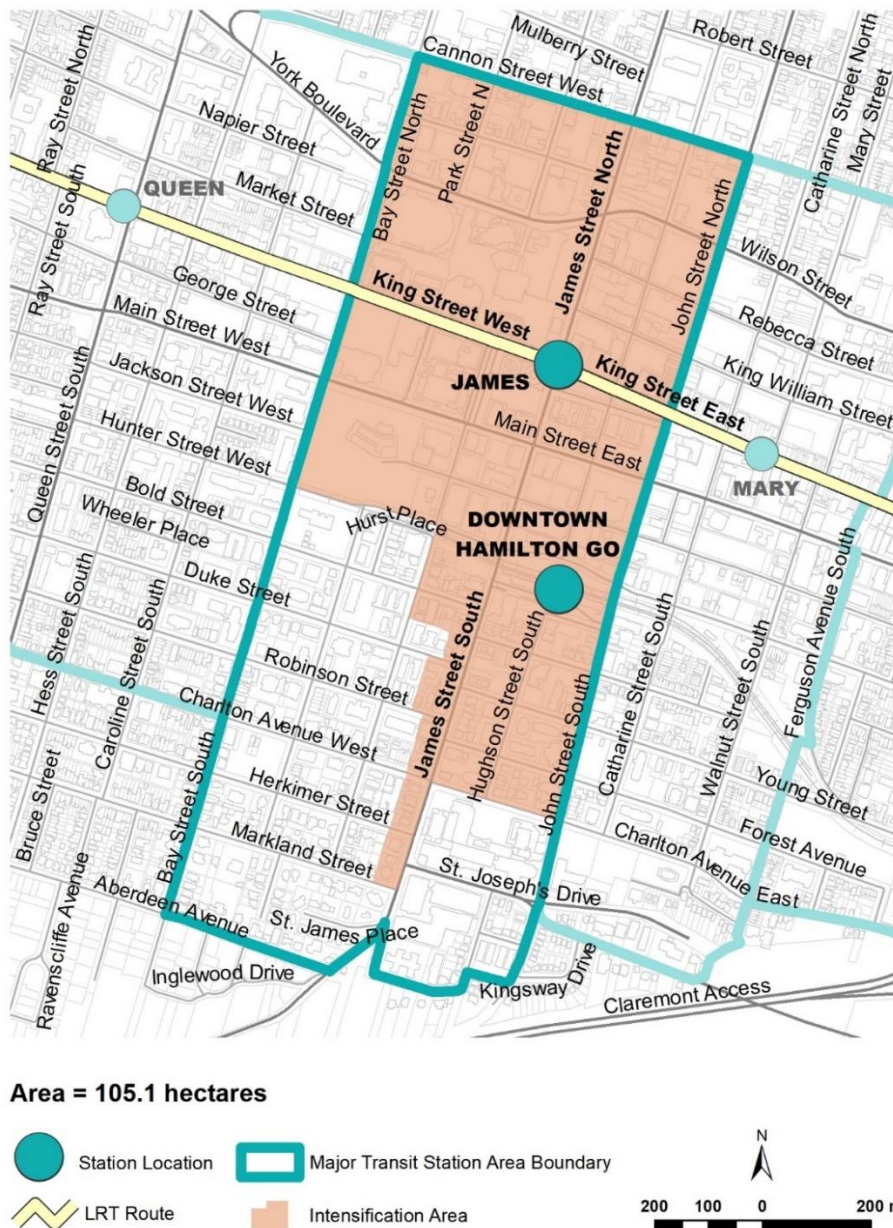 Mulberry Street
Robert Street
Cannon Street West
Catharine Street North
Mary Street
Ray Street North
York Boulevard
Napier Street
Park Street N
Bay Street North
James Street North
John Street North
QUEEN
Market Street
Ray Street South
George Street
King Street West
Wilson Street
Main Street West
Rebecca Street
JAMES
King Street East
King William Street
Jackson Street West
Main Street East
Hunter Street West
MARY
Queen Street South
Bold Street
Hurst Place
DOWNTOWN
HAMILTON GO
Wheeler Place
Duke Street
Hess Street South
Caroline Street South
Robinson Street
James Street South
Hughson Street South
John Street South
Catharine Street South
Walnut Street South
Ferguson Avenue South
Charlton Avenue West
Bruce Street
Bay Street South
Herkimer Street
Young Street
Markland Street
Charlton Avenue East
Forest Avenue
Aberdeen Avenue
St. Joseph's Drive
St. James Place
Ravenscliffe Avenue
Inglewood Drive
Kingsway Drive
Claremont Access
Area = 105.1 hectares
Station Location
Major Transit Station Area Boundary
N
LRT Route
Intensification Area
200 100 0 200 m